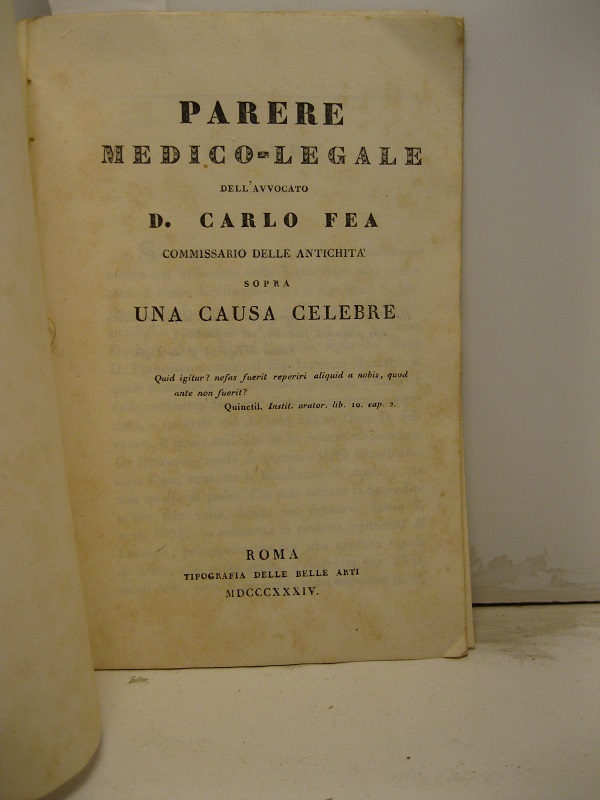 PARERE
MEDICO-LEGALE
DELL'AVVOCATO
D. CARLO FEA
COMMISSARIO DELLE ANTICHITA'
SOPRA
UNA CAUSA CELEBRE
Quid igitur? nefas fuerit reperiri aliquid a nobis, quod
ante non fuerit?
Quinctil. Instit. orator. lib. 10. cap. 2.
ROMA
TIPOGRAFIA DELLE BELLE ARTI
MDCCCXXXIV.